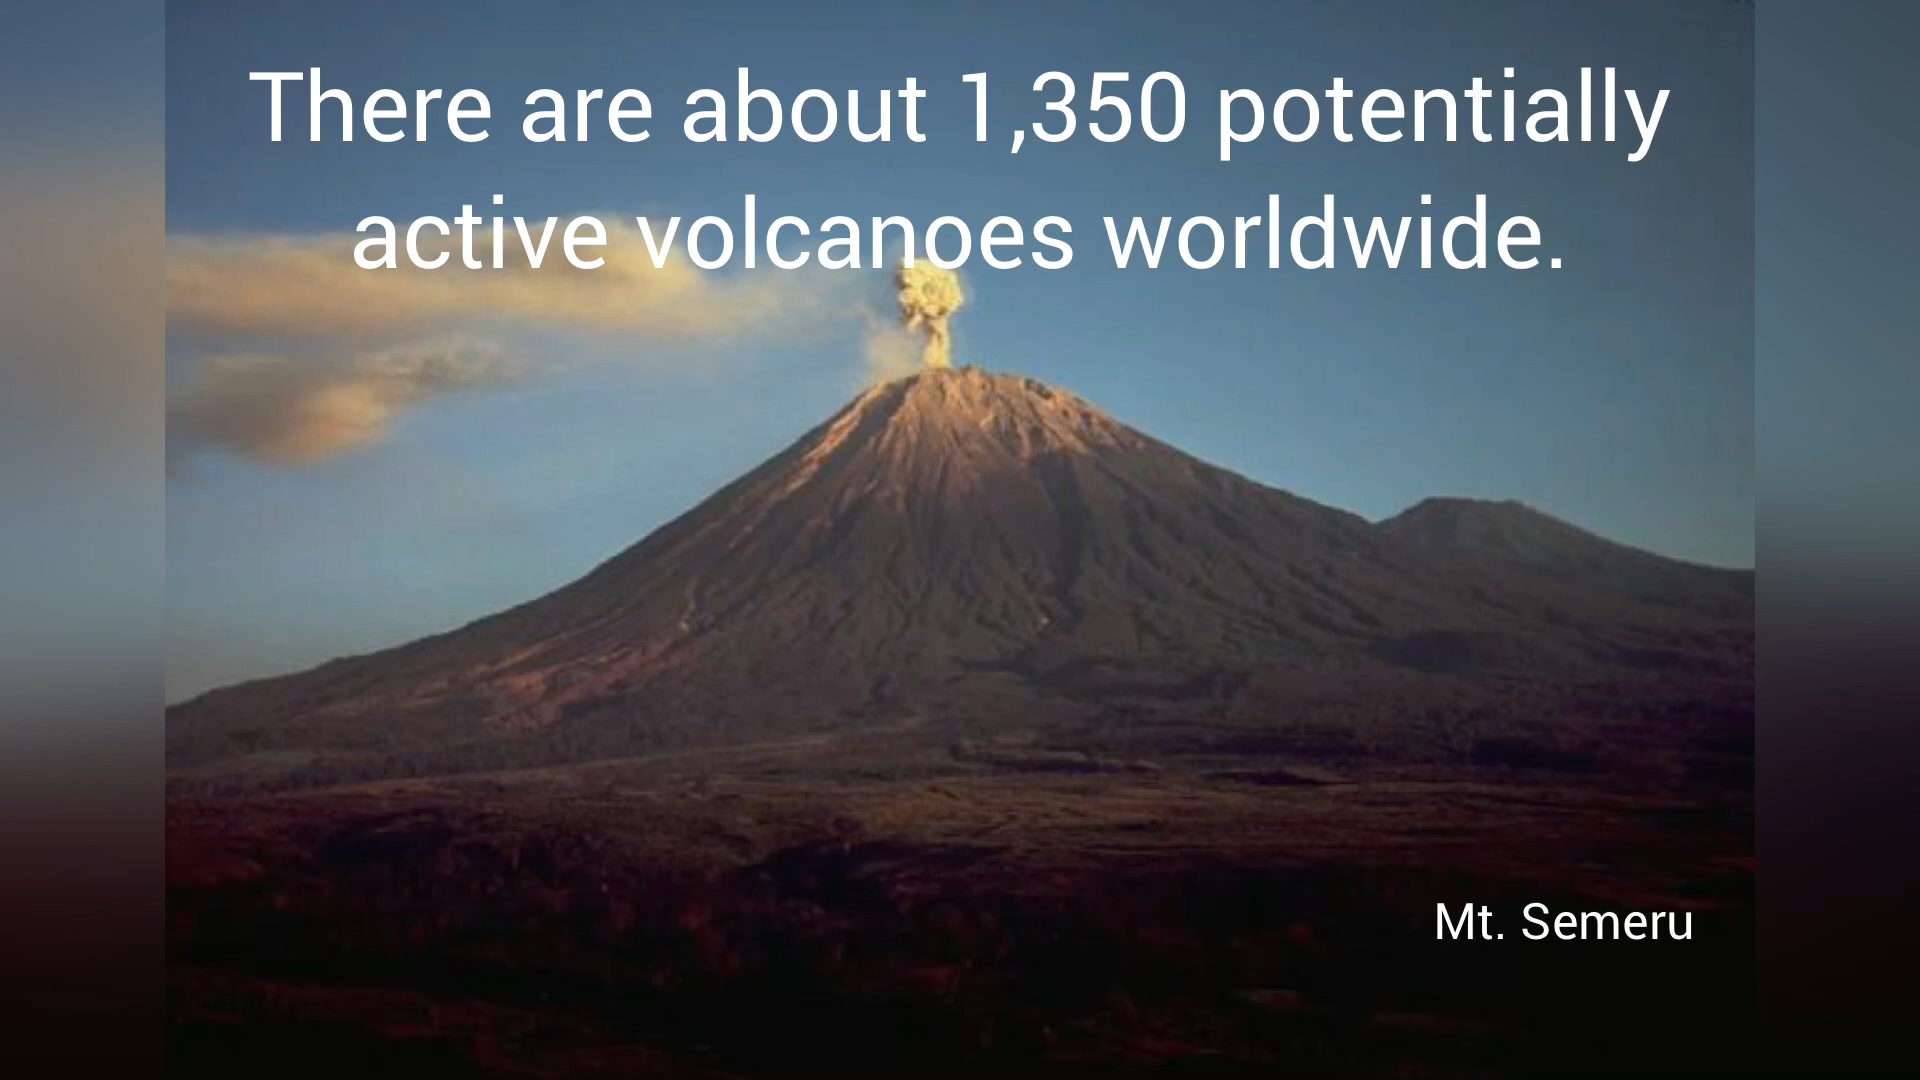 There are about 1,350 potentially
active volcanoes worldwide.
Mt. Semeru